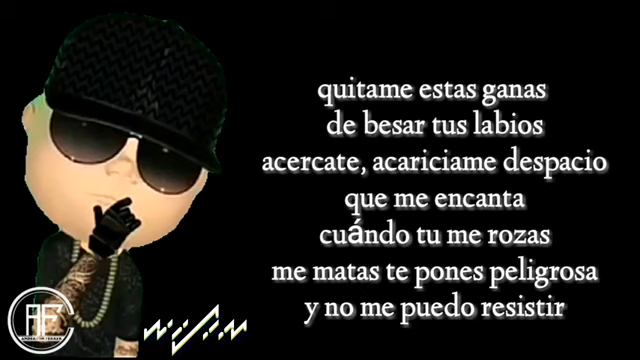 quitame estas ganas
de besar tus labios
acercate, acariciame despacio
que me encanta
cuándo tu me rozas
me matas te pones peligrosa
y no me puedo resistir